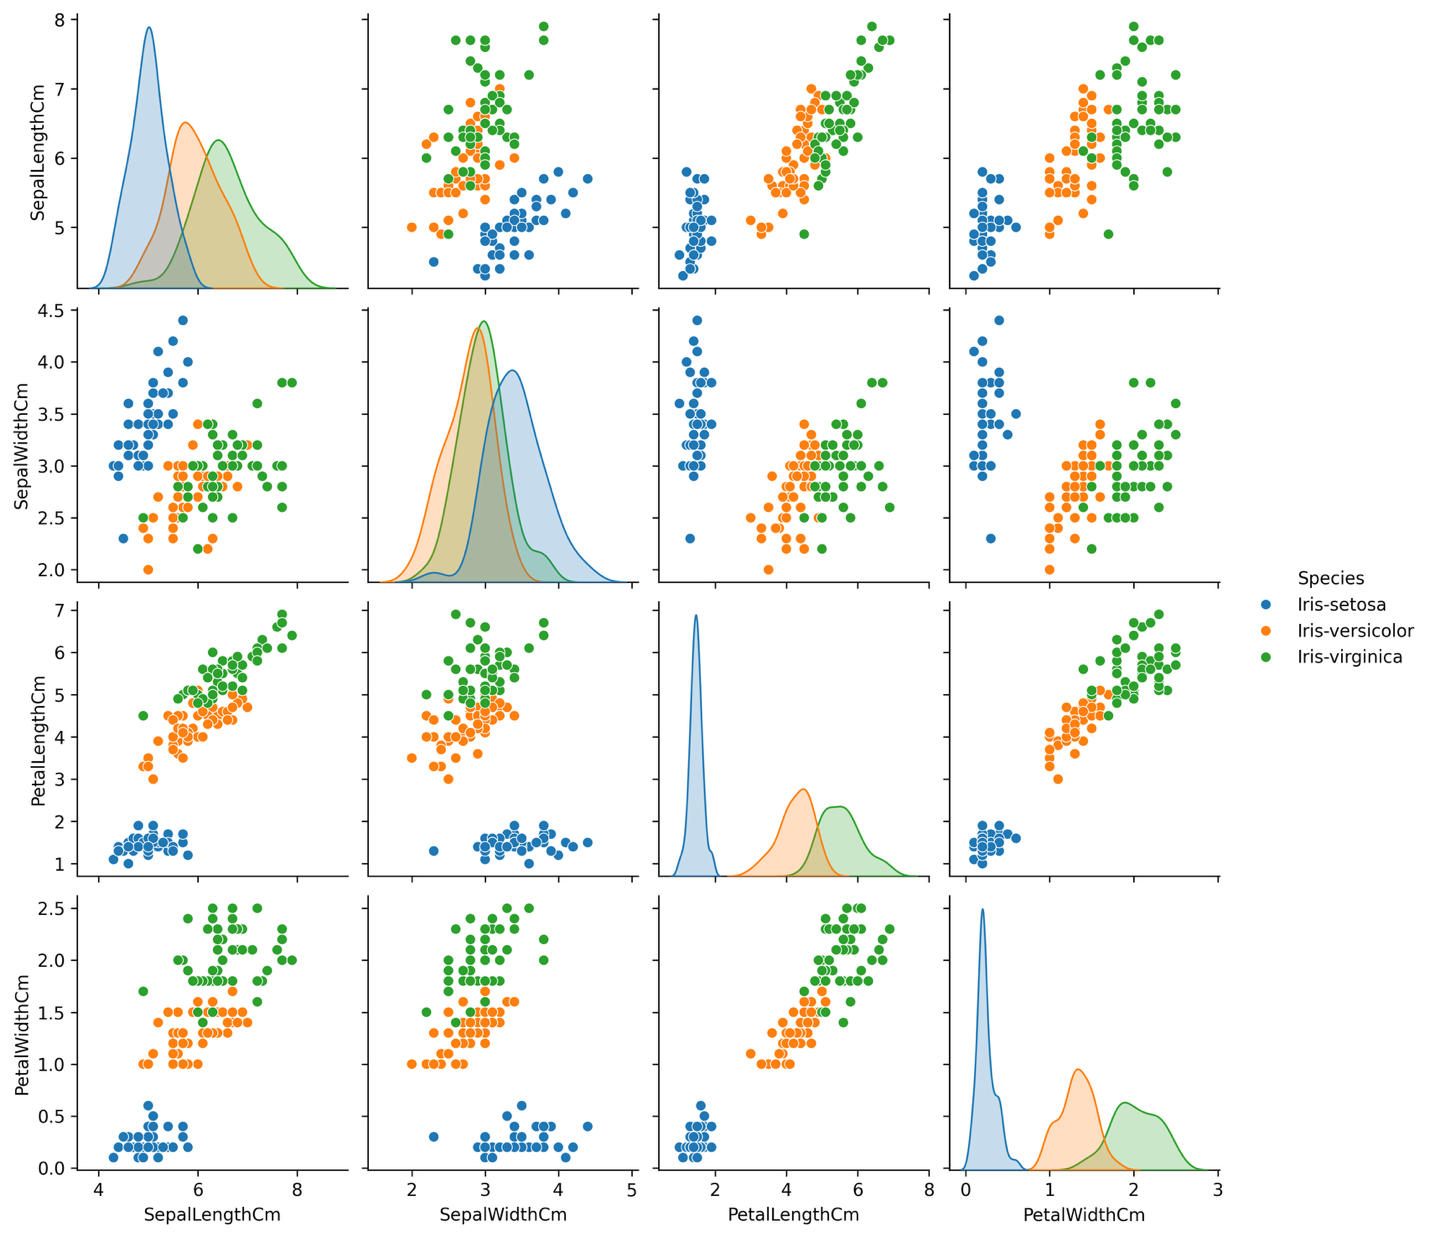 8
7
6
5
SepalLengthCm
4.5
4.0
3.5
3.0
2.5
2.0
SepalWidthCm
7
6
5
4
3
2
1
PetalLengthCm
Species
Iris-setosa
Iris-versicolor
Iris-virginica
2.5
2.0
1.5
1.0
0.5
0.0
PetalWidthCm
4 6 8 2 3 4 5 2 4 6 8 0 1 2 3
SepalLengthCm SepalWidthCm PetalLengthCm PetalWidthCm